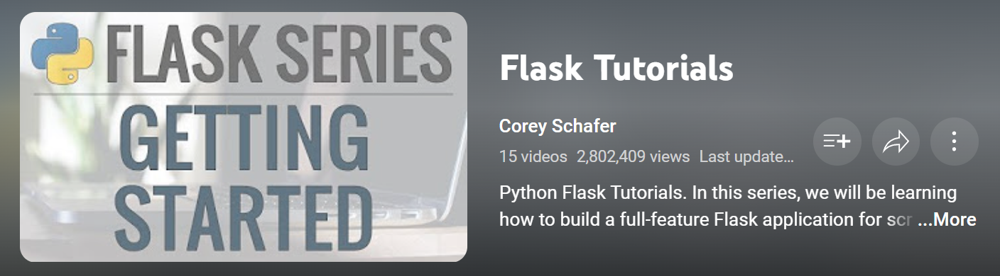 FLASK SERIES
GETTING
STARTED
Flask Tutorials
Corey Schafer
15 videos 2,802,409 views Last update...
Python Flask Tutorials. In this series, we will be learning
how to build a full-feature Flask application for scr ...More